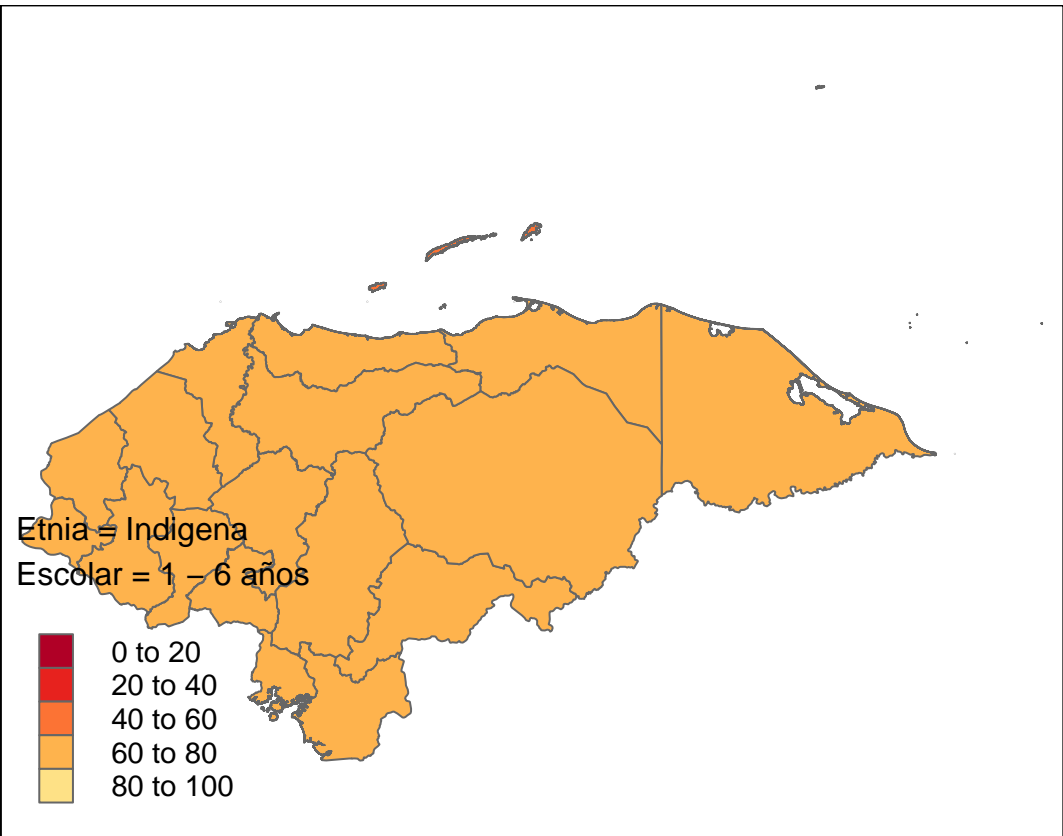 Etnia = Indigena
Escolar = 1 – 6 años
0 to 20
20 to 40
40 to 60
60 to 80
80 to 100